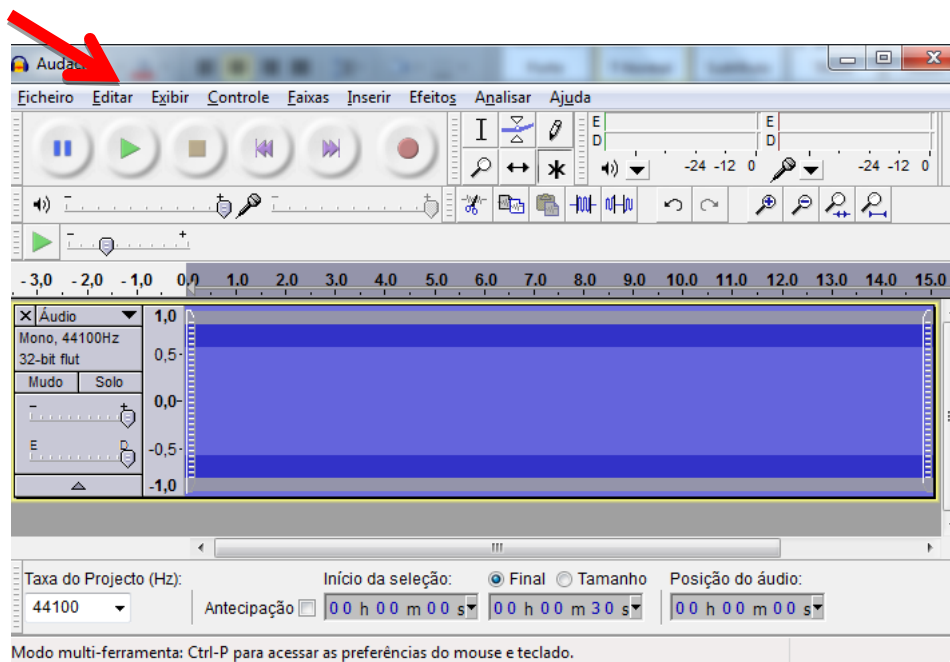 Audac
Ficheiro Editar Exibir Controle Faixas Inserir Efeitos Analisar Ajuda
E E
D D
-24 -12 0 -24 -12 0
- +
- 3,0 - 2,0 - 1,0 0,0 1,0 2,0 3,0 4,0 5,0 6,0 7,0 8,0 9,0 10,0 11,0 12,0 13,0 14,0 15,0
X Áudio 1,0
Mono, 44100Hz
32-bit flut 0,5-
Mudo Solo
- + 0,0-
E D -0,5-
-1,0
Taxa do Projecto (Hz): Início da seleção: Final Tamanho Posição do áudio:
44100 Antecipação 00 h 00 m 00 s 00 h 00 m 30 s 00 h 00 m 00 s
Modo multi-ferramenta: Ctrl-P para acessar as preferências do mouse e teclado.